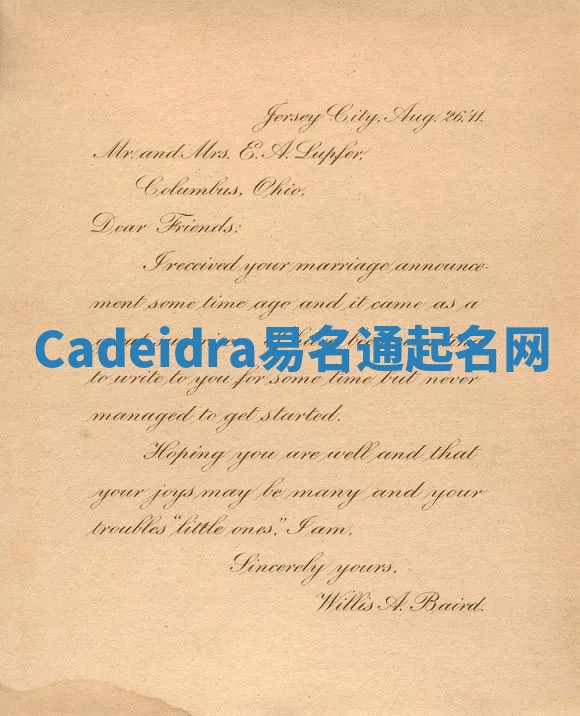 Jersey City, Aug. 26, '11.
Mr. and Mrs. E. A. Lupfer,
Columbus, Ohio.
Dear Friends:
I received your marriage announce-
ment some time ago and it came as a
Cadeidra易名通起名网
to write to you for some time but never
managed to get started.
Hoping you are well and that
your joys may be many and your
troubles "little ones," I am,
Sincerely yours,
Willis A. Baird.